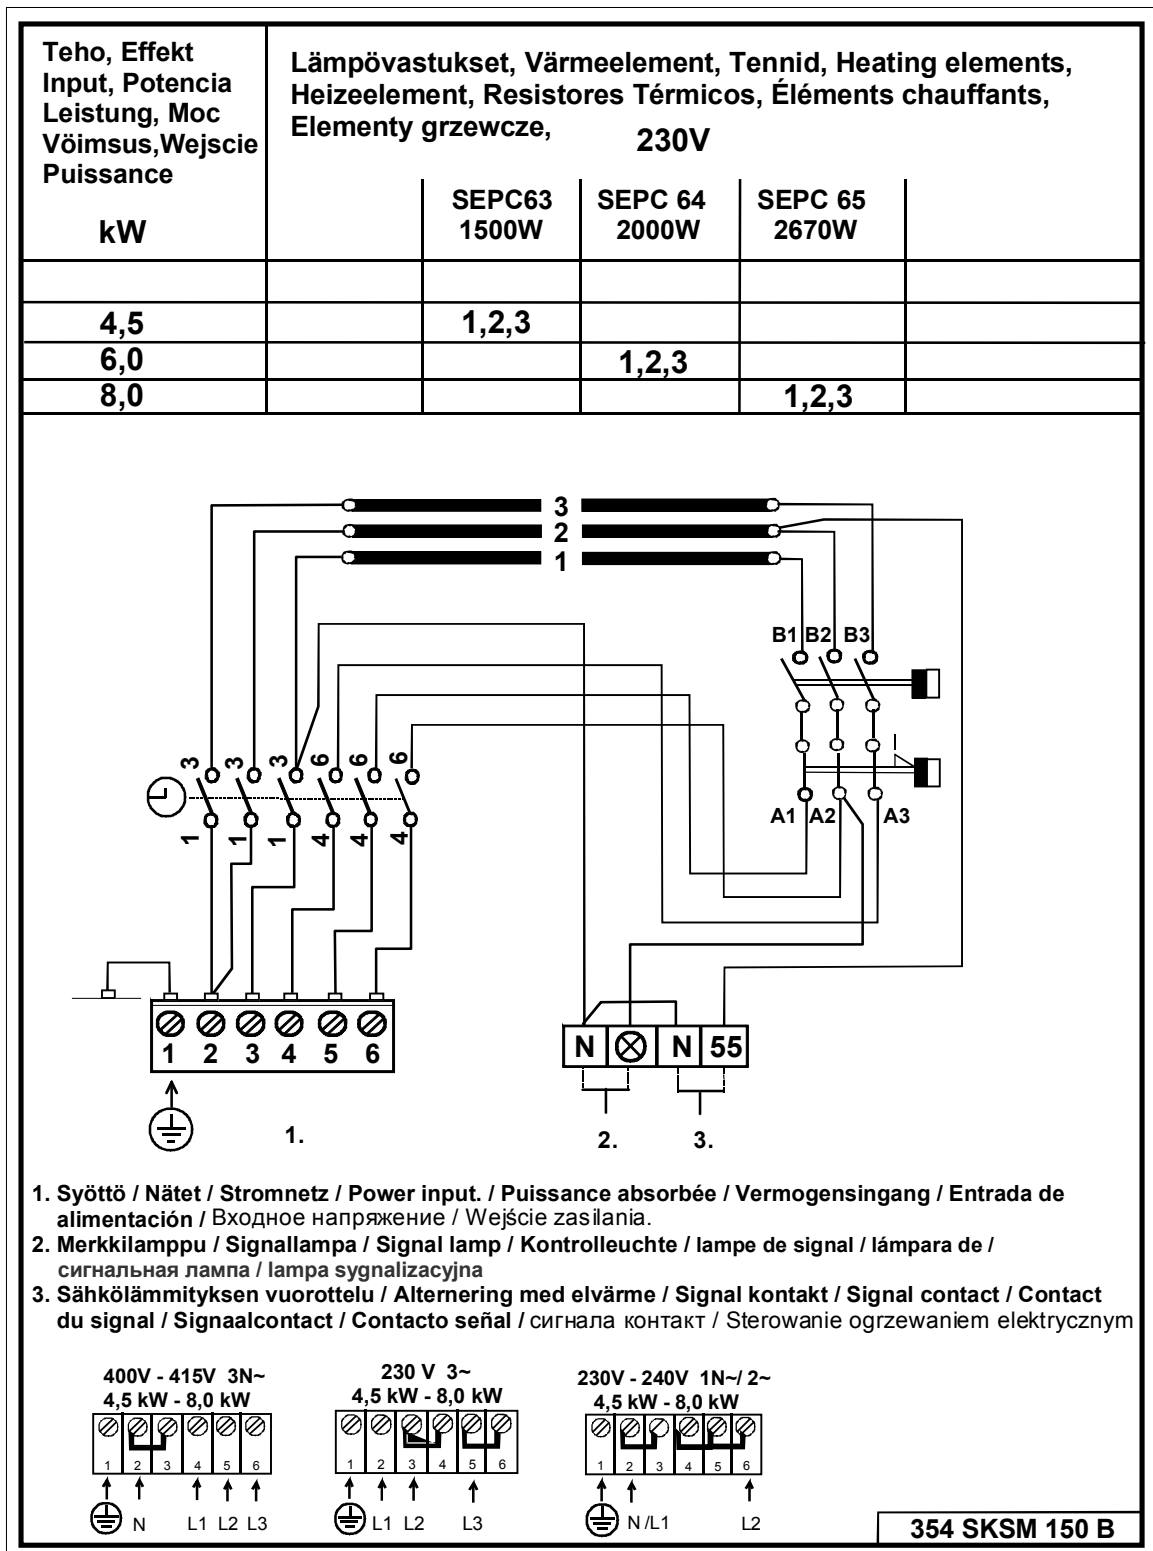 Teho, Effekt
Input, Potencia
Leistung, Moc
Vöimsus,Wejscie
Puissance
kW
Lämpövastukset, Värmeelement, Tennid, Heating elements,
Heizeelement, Resistores Térmicos, Éléments chauffants,
Elementy grzewcze, 230V
SEPC63 SEPC 64 SEPC 65
1500W 2000W 2670W
4,5 1,2,3
6,0 1,2,3
8,0 1,2,3
3
2
1
B1 B2 B3
3 3 3 6 6 6
1 1 1 4 4 4
A1 A2 A3
1 2 3 4 5 6
N N 55
1. 2. 3.
1. Syöttö / Nätet / Stromnetz / Power input. / Puissance absorbée / Vermogensingang / Entrada de
alimentación / Входное напряжение / Wejście zasilania.
2. Merkkilamppu / Signallampa / Signal lamp / Kontrolleuchte / lampe de signal / lámpara de /
сигнальная лампа / lampa sygnalizacyjna
3. Sähkölämmityksen vuorottelu / Alternering med elvärme / Signal kontakt / Signal contact / Contact
du signal / Signaalcontact / Contacto señal / сигнала контакт / Sterowanie ogrzewaniem elektrycznym
400V - 415V 3N~
4,5 kW - 8,0 kW
1 2 3 4 5 6
N L1 L2 L3
230 V 3~
4,5 kW - 8,0 kW
1 2 3 4 5 6
L1 L2 L3
230V - 240V 1N~/ 2~
4,5 kW - 8,0 kW
1 2 3 4 5 6
N /L1 L2
354 SKSM 150 B